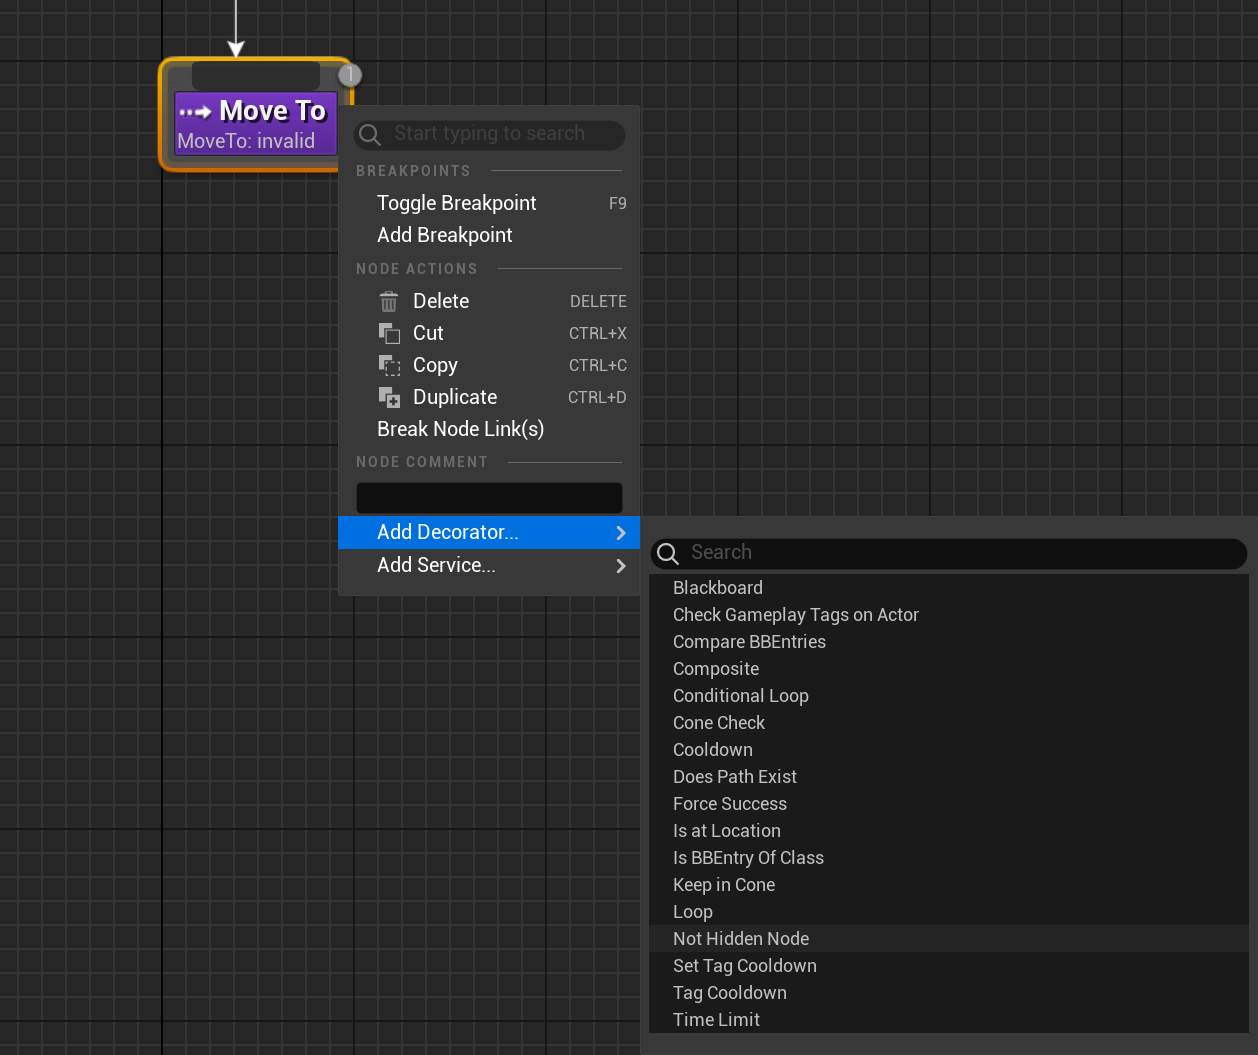 1
Move To
MoveTo: invalid
Start typing to search
BREAKPOINTS
Toggle Breakpoint F9
Add Breakpoint
NODE ACTIONS
Delete DELETE
Cut CTRL+X
Copy CTRL+C
Duplicate CTRL+D
Break Node Link(s)
NODE COMMENT
Add Decorator...
Add Service...
Search
Blackboard
Check Gameplay Tags on Actor
Compare BBEntries
Composite
Conditional Loop
Cone Check
Cooldown
Does Path Exist
Force Success
Is at Location
Is BBEntry Of Class
Keep in Cone
Loop
Not Hidden Node
Set Tag Cooldown
Tag Cooldown
Time Limit